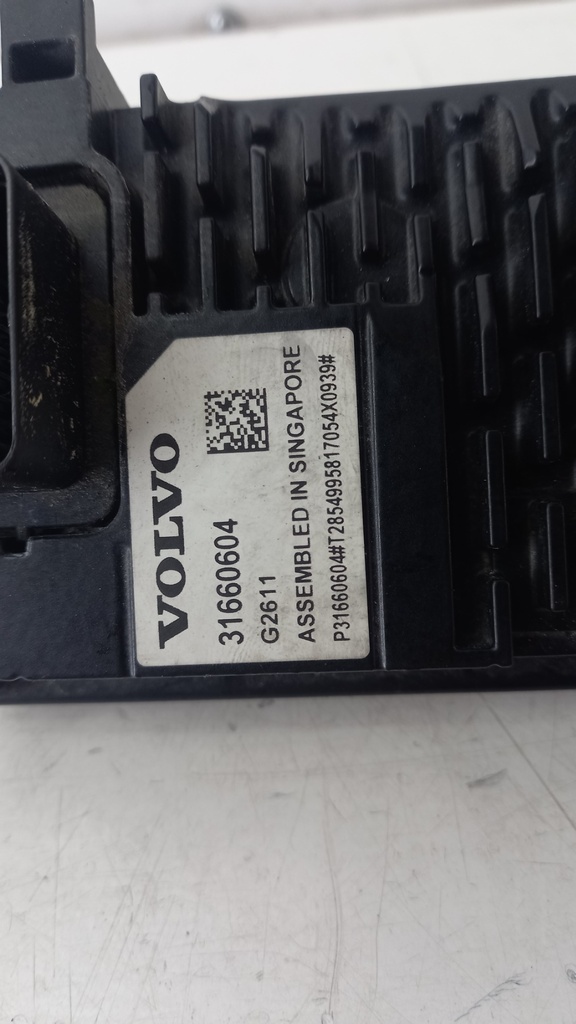 VOLVO
31660604
G2611
ASSEMBLED IN SINGAPORE
P31660604#T2854995817054X0939#